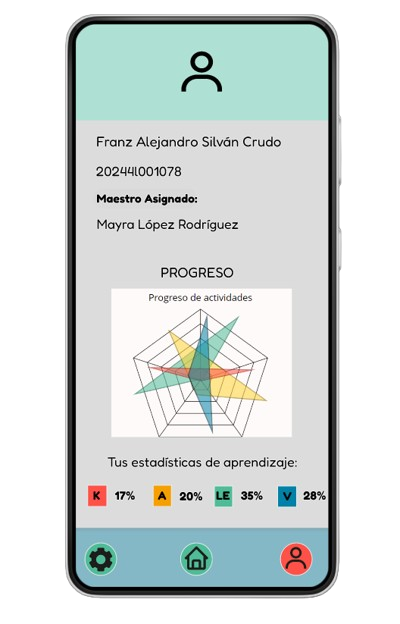 Franz Alejandro Silván Crudo
20244l001078
Maestro Asignado:
Mayra López Rodríguez
PROGRESO
Progreso de actividades
Tus estadísticas de aprendizaje:
K 17% A 20% LE 35% V 28%